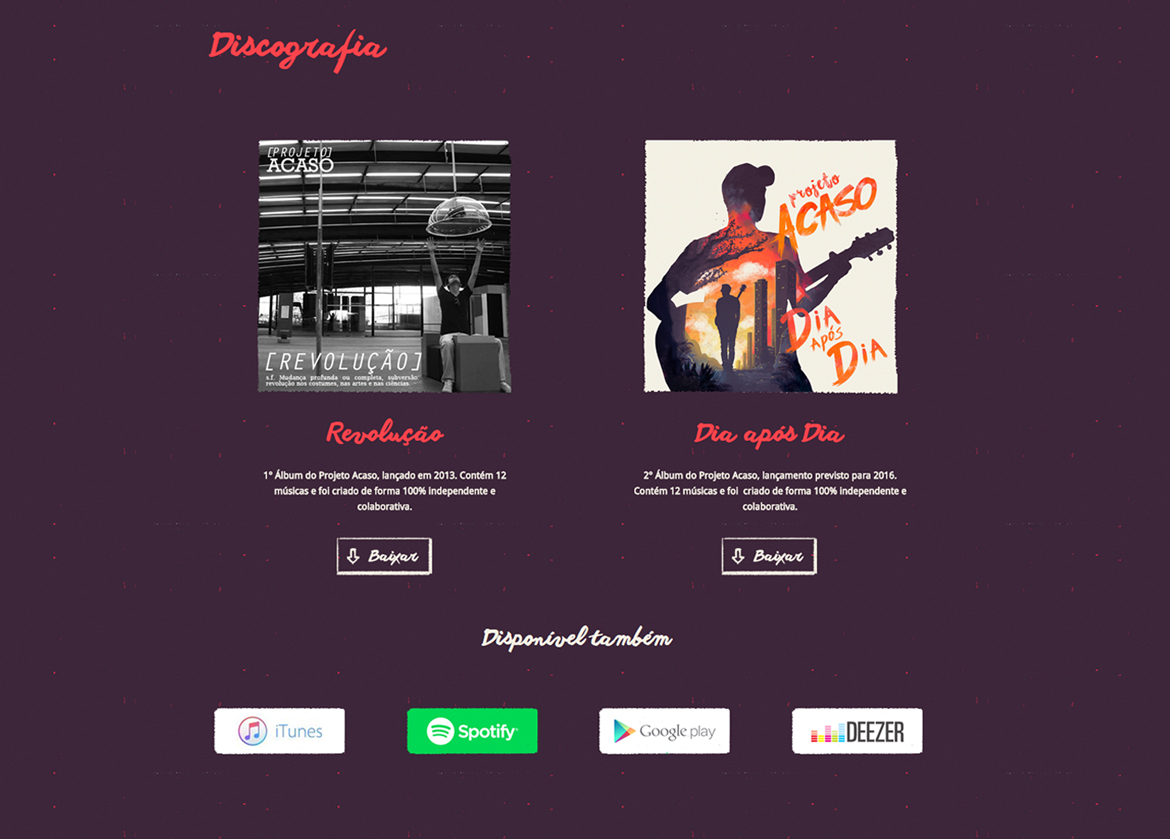 Discografia
[PROJETO]
ACASO
[REVOLUÇÃO]
s.f. Mudança profunda ou completa, subversão:
revolução nos costumes, nas artes e nas ciências.
projeto
ACASO
DIA
após
DIA
Revolução
1° Álbum do Projeto Acaso, lançado em 2013. Contém 12
músicas e foi criado de forma 100% independente e
colaborativa.
Baixar
Dia após Dia
2° Álbum do Projeto Acaso, lançamento previsto para 2016.
Contém 12 músicas e foi criado de forma 100% independente e
colaborativa.
Baixar
Disponível também
iTunes
Spotify
Google play
DEEZER